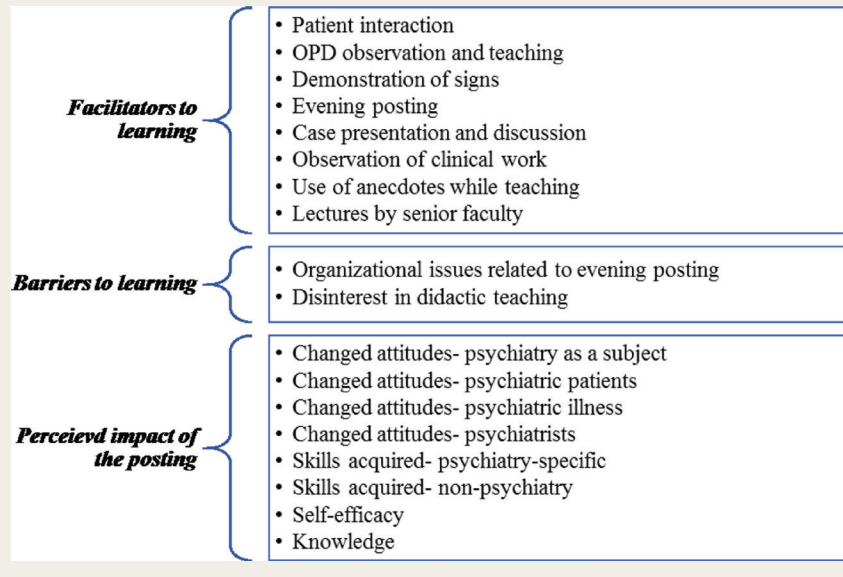 Facilitators to
learning
• Patient interaction
• OPD observation and teaching
• Demonstration of signs
• Evening posting
• Case presentation and discussion
• Observation of clinical work
• Use of anecdotes while teaching
• Lectures by senior faculty
Barriers to learning
• Organizational issues related to evening posting
• Disinterest in didactic teaching
Perceievd impact of
the posting
• Changed attitudes- psychiatry as a subject
• Changed attitudes- psychiatric patients
• Changed attitudes- psychiatric illness
• Changed attitudes- psychiatrists
• Skills acquired- psychiatry-specific
• Skills acquired- non-psychiatry
• Self-efficacy
• Knowledge